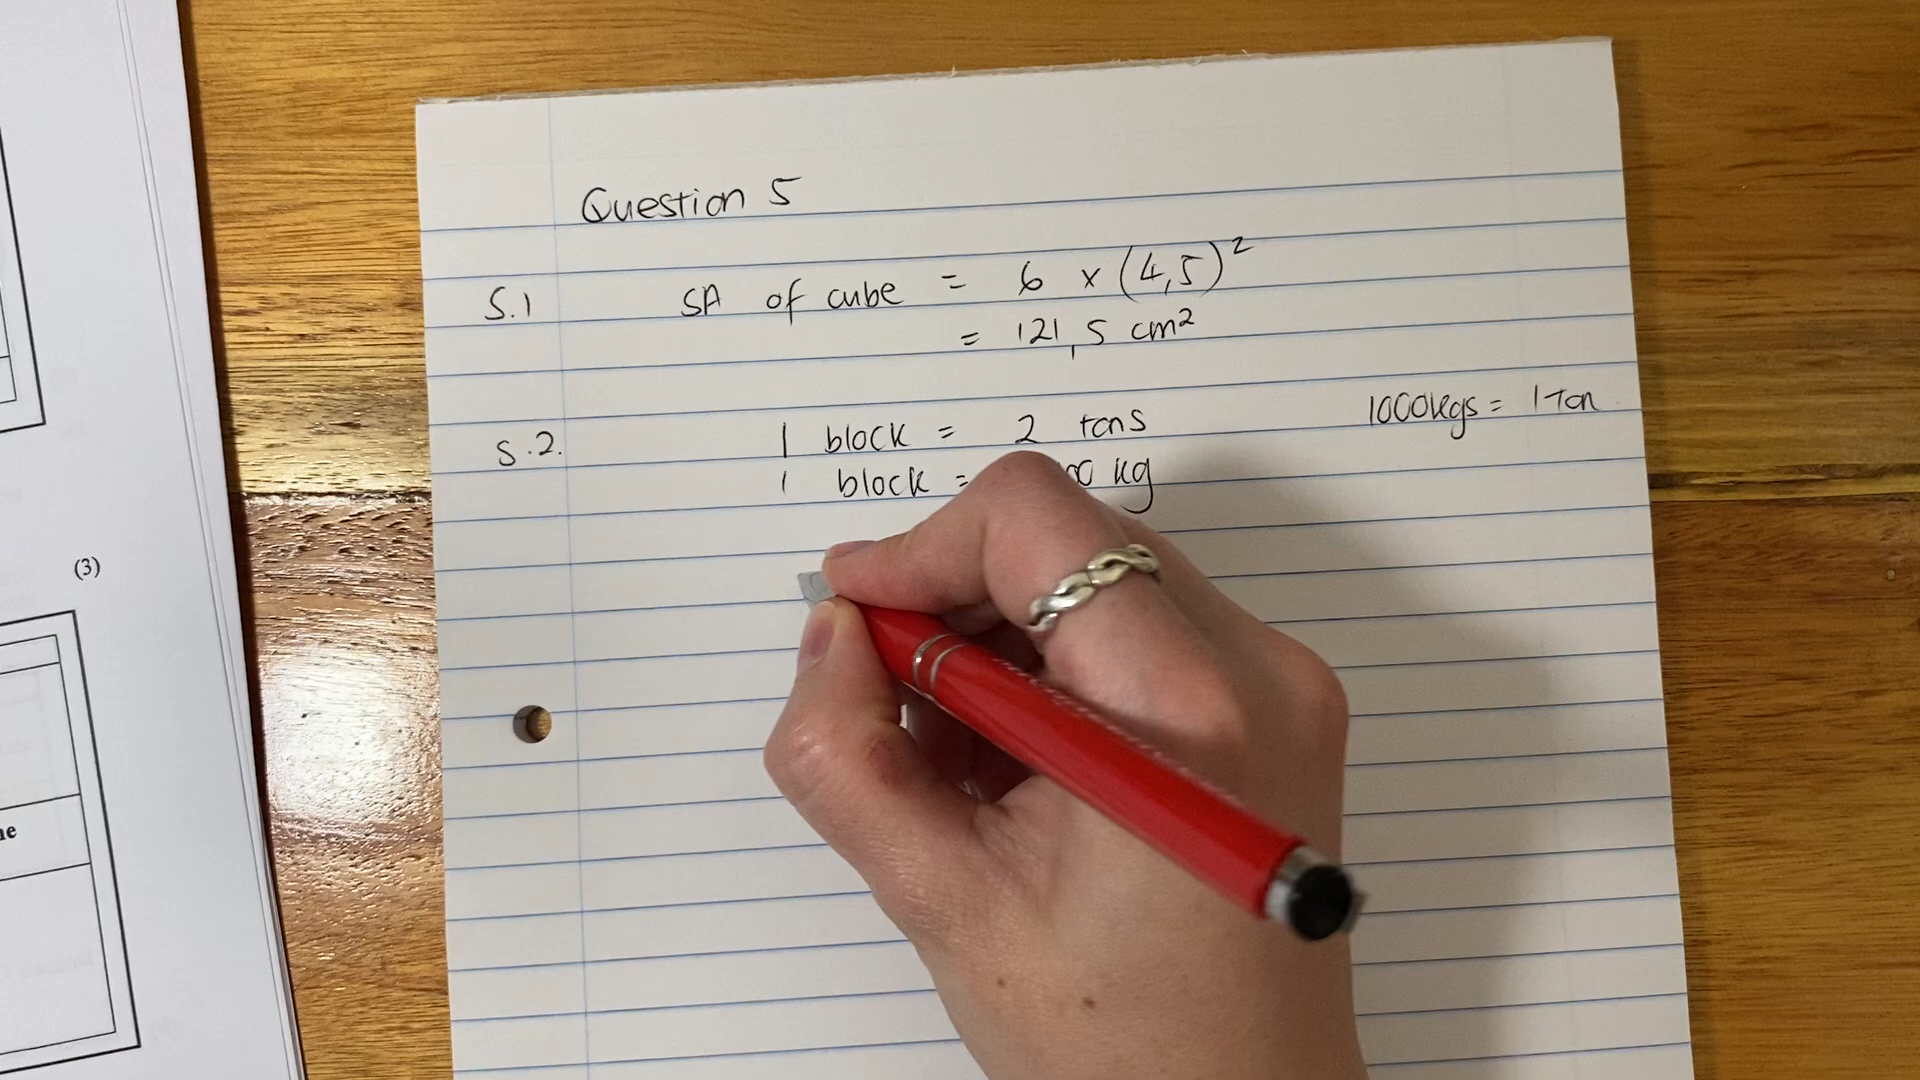 Question 5
5.1 SA of cube = 6 x (4,5)²
= 121,5 cm²
1000kgs = 1 Ton
5.2. 1 block = 2 tons
1 block = 00 kg
(3)